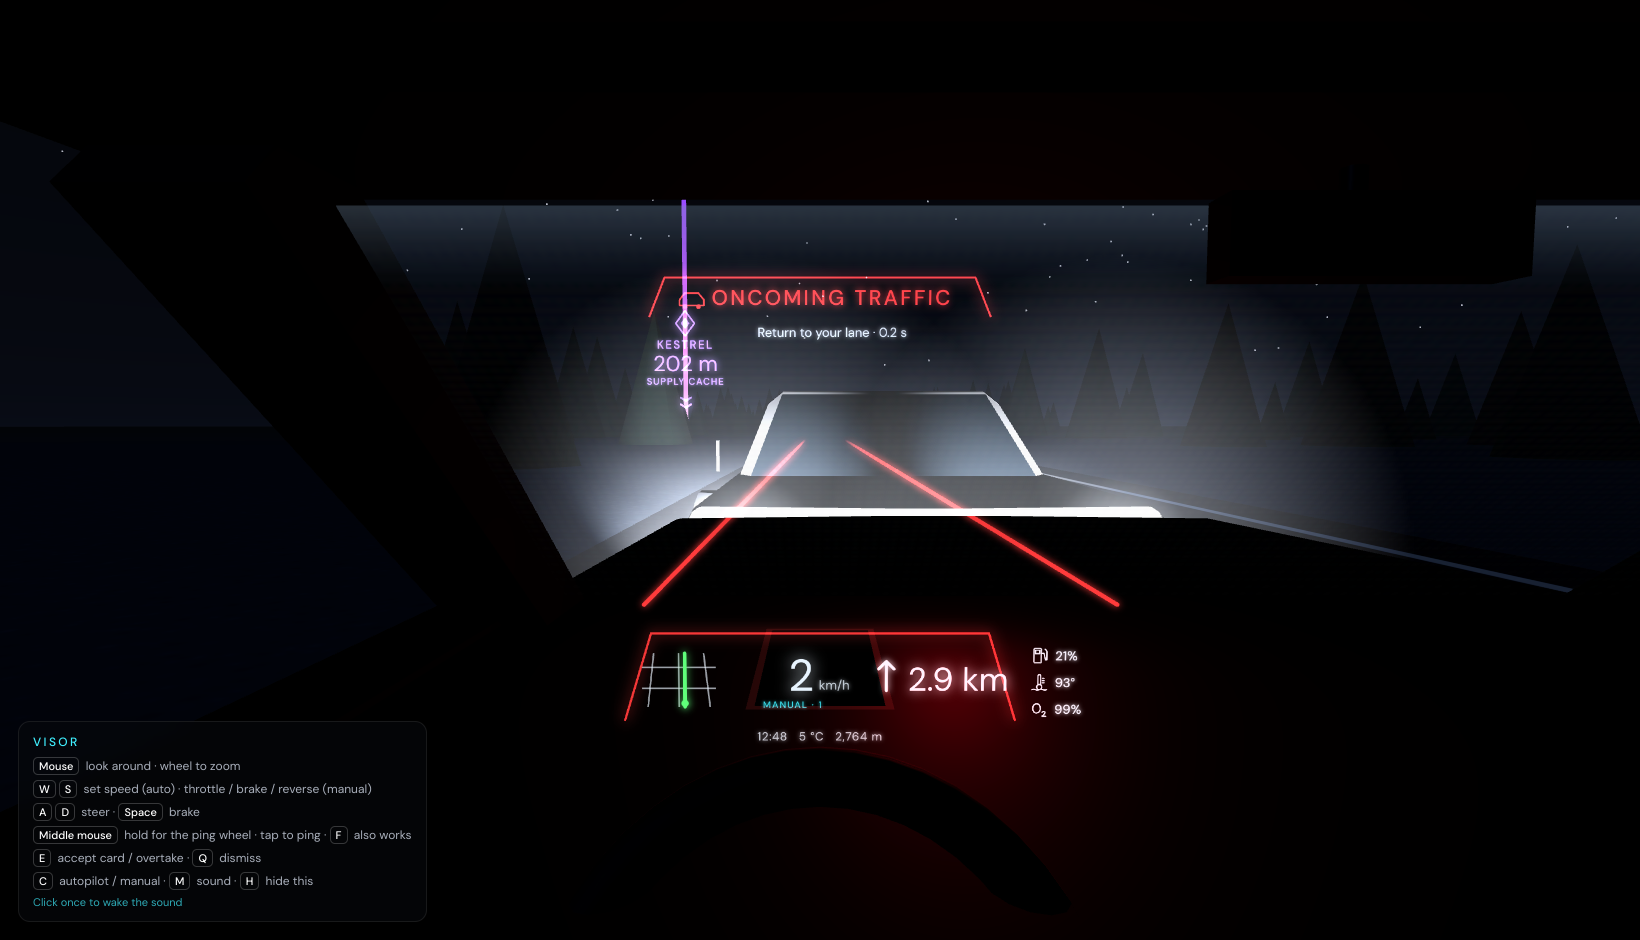 ONCOMING TRAFFIC
Return to your lane · 0.2 s
KESTREL
202 m
SUPPLY CACHE
2 km/h
MANUAL · 1
2.9 km
21%
93°
O₂ 99%
12:48 5 °C 2,764 m
VISOR
Mouse look around · wheel to zoom
W S set speed (auto) · throttle / brake / reverse (manual)
A D steer · Space brake
Middle mouse hold for the ping wheel · tap to ping · F also works
E accept card / overtake · Q dismiss
C autopilot / manual · M sound · H hide this
Click once to wake the sound